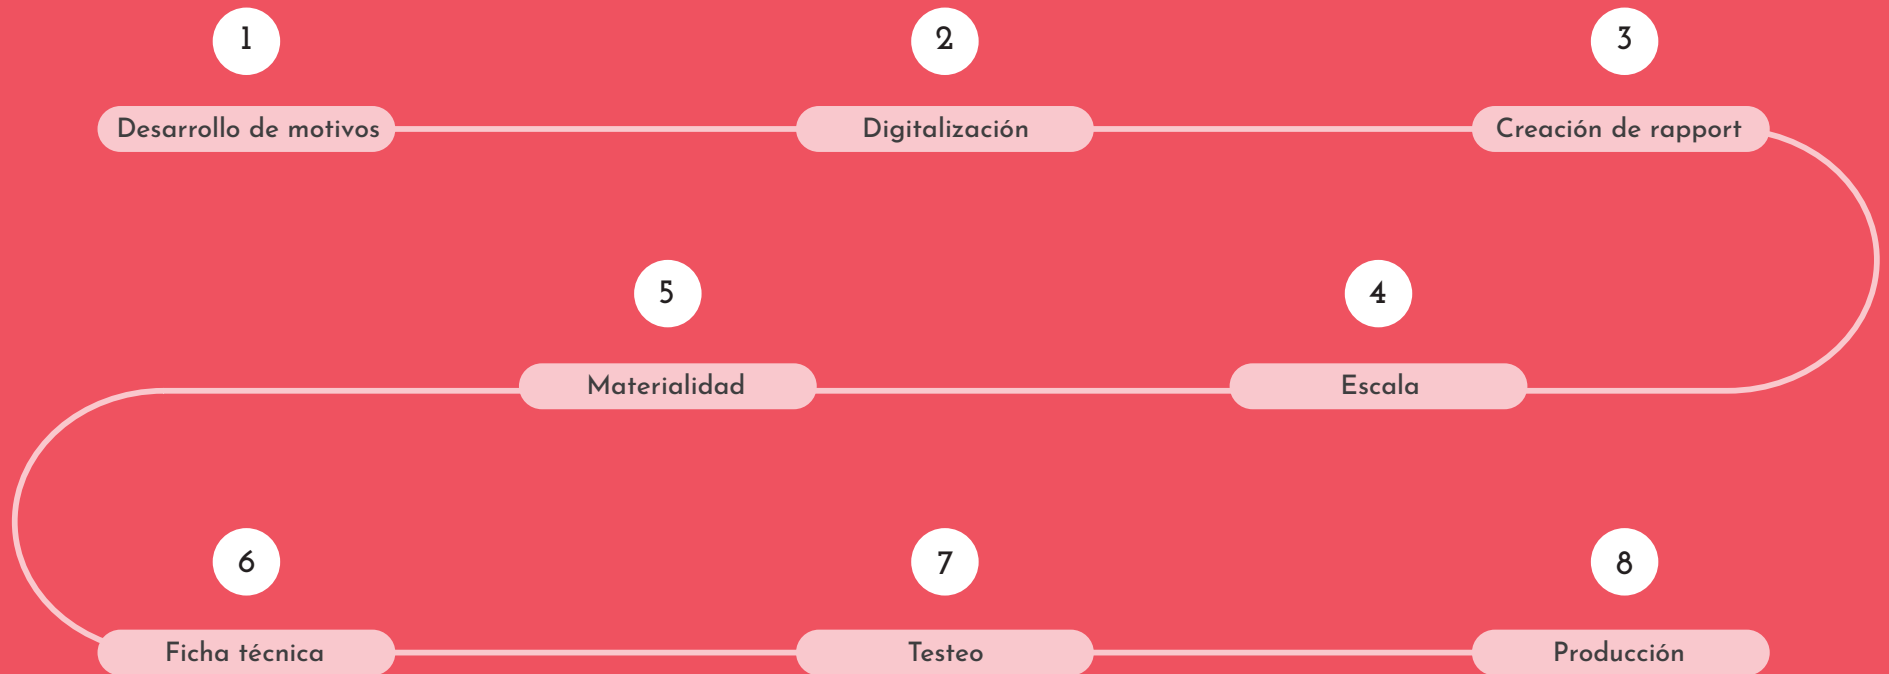 1
Desarrollo de motivos
2
Digitalización
3
Creación de rapport
4
Escala
5
Materialidad
6
Ficha técnica
7
Testeo
8
Producción